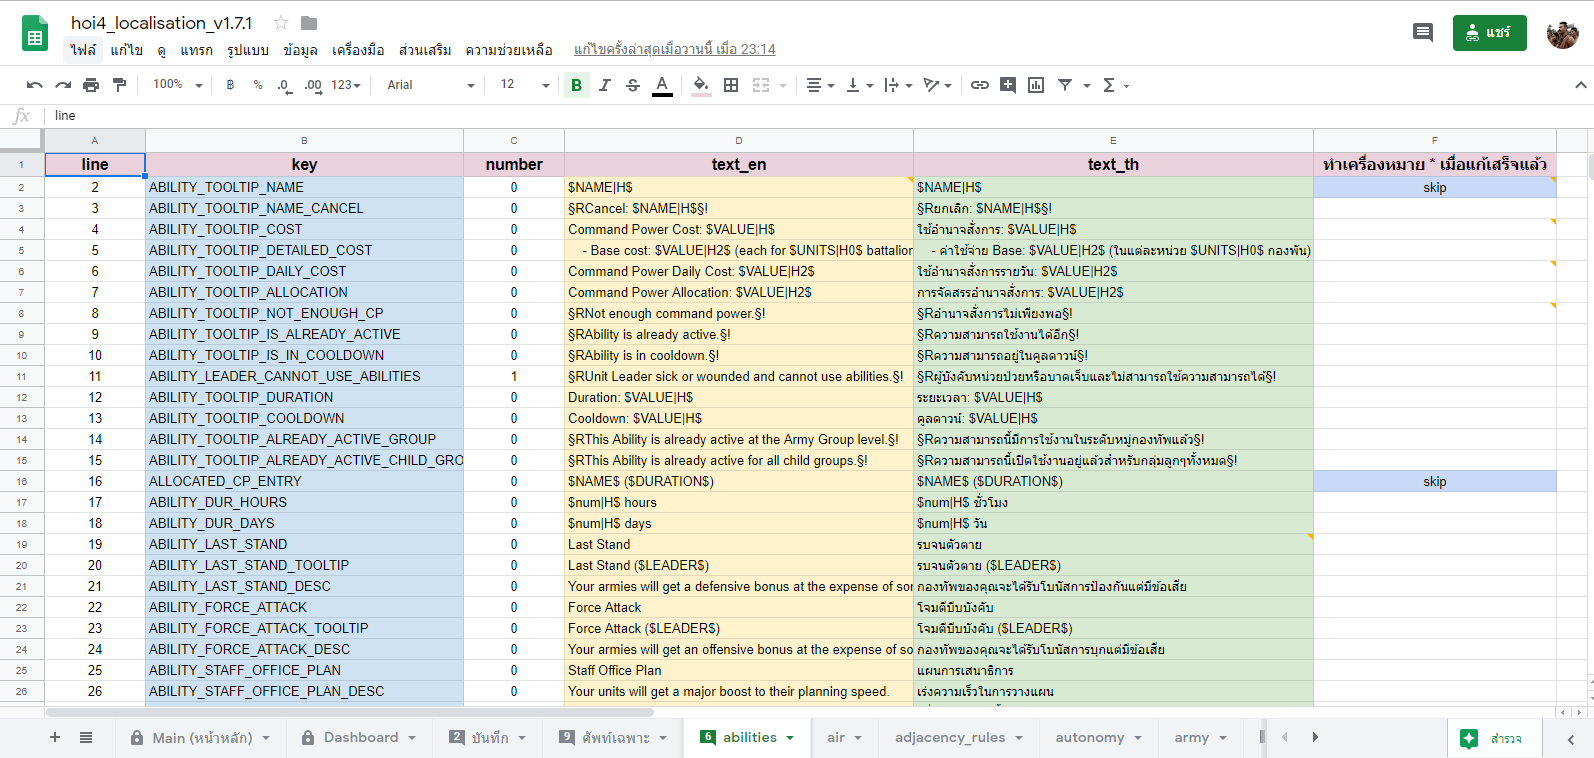 hoi4_localisation_v1.7.1
ไฟล์ แก้ไข ดู แทรก รูปแบบ ข้อมูล เครื่องมือ ส่วนเสริม ความช่วยเหลือ แก้ไขครั้งล่าสุดเมื่อวานนี้ เมื่อ 23:14
แชร์
100% ฿ % .0 .00 123 Arial 12 B I S A
fx line
A B C D E F
1 line key number text_en text_th ทำเครื่องหมาย * เมื่อแก้เสร็จแล้ว
2 2 ABILITY_TOOLTIP_NAME 0 $NAME|H$ $NAME|H$ skip
3 3 ABILITY_TOOLTIP_NAME_CANCEL 0 §RCancel: $NAME|H$§! §Rยกเลิก: $NAME|H$§!
4 4 ABILITY_TOOLTIP_COST 0 Command Power Cost: $VALUE|H$ ใช้อำนาจสั่งการ: $VALUE|H$
5 5 ABILITY_TOOLTIP_DETAILED_COST 0 - Base cost: $VALUE|H2$ (each for $UNITS|H0$ battalion - ค่าใช้จ่าย Base: $VALUE|H2$ (ในแต่ละหน่วย $UNITS|H0$ กองพัน)
6 6 ABILITY_TOOLTIP_DAILY_COST 0 Command Power Daily Cost: $VALUE|H2$ ใช้อำนาจสั่งการรายวัน: $VALUE|H2$
7 7 ABILITY_TOOLTIP_ALLOCATION 0 Command Power Allocation: $VALUE|H2$ การจัดสรรอำนาจสั่งการ: $VALUE|H2$
8 8 ABILITY_TOOLTIP_NOT_ENOUGH_CP 0 §RNot enough command power.§! §Rอำนาจสั่งการไม่เพียงพอ§!
9 9 ABILITY_TOOLTIP_IS_ALREADY_ACTIVE 0 §RAbility is already active.§! §Rความสามารถใช้งานได้อีก§!
10 10 ABILITY_TOOLTIP_IS_IN_COOLDOWN 0 §RAbility is in cooldown.§! §Rความสามารถอยู่ในคูลดาวน์§!
11 11 ABILITY_LEADER_CANNOT_USE_ABILITIES 1 §RUnit Leader sick or wounded and cannot use abilities.§! §Rผู้บังคับหน่วยป่วยหรือบาดเจ็บและไม่สามารถใช้ความสามารถได้§!
12 12 ABILITY_TOOLTIP_DURATION 0 Duration: $VALUE|H$ ระยะเวลา: $VALUE|H$
13 13 ABILITY_TOOLTIP_COOLDOWN 0 Cooldown: $VALUE|H$ คูลดาวน์: $VALUE|H$
14 14 ABILITY_TOOLTIP_ALREADY_ACTIVE_GROUP 0 §RThis Ability is already active at the Army Group level.§! §Rความสามารถนี้มีการใช้งานในระดับหมู่กองทัพแล้ว§!
15 15 ABILITY_TOOLTIP_ALREADY_ACTIVE_CHILD_GRO 0 §RThis Ability is already active for all child groups.§! §Rความสามารถนี้เปิดใช้งานอยู่แล้วสำหรับกลุ่มลูกๆทั้งหมด§!
16 16 ALLOCATED_CP_ENTRY 0 $NAME$ ($DURATION$) $NAME$ ($DURATION$) skip
17 17 ABILITY_DUR_HOURS 0 $num|H$ hours $num|H$ ชั่วโมง
18 18 ABILITY_DUR_DAYS 0 $num|H$ days $num|H$ วัน
19 19 ABILITY_LAST_STAND 0 Last Stand รบจนตัวตาย
20 20 ABILITY_LAST_STAND_TOOLTIP 0 Last Stand ($LEADER$) รบจนตัวตาย ($LEADER$)
21 21 ABILITY_LAST_STAND_DESC 0 Your armies will get a defensive bonus at the expense of sor กองทัพของคุณจะได้รับโบนัสการป้องกันแต่มีข้อเสีย
22 22 ABILITY_FORCE_ATTACK 0 Force Attack โจมตีบีบบังคับ
23 23 ABILITY_FORCE_ATTACK_TOOLTIP 0 Force Attack ($LEADER$) โจมตีบีบบังคับ ($LEADER$)
24 24 ABILITY_FORCE_ATTACK_DESC 0 Your armies will get an offensive bonus at the expense of so กองทัพของคุณจะได้รับโบนัสการบุกแต่มีข้อเสีย
25 25 ABILITY_STAFF_OFFICE_PLAN 0 Staff Office Plan แผนการเสนาธิการ
26 26 ABILITY_STAFF_OFFICE_PLAN_DESC 0 Your units will get a major boost to their planning speed. เร่งความเร็วในการวางแผน
Main (หน้าหลัก) Dashboard 2 บันทึก 9 ศัพท์เฉพาะ 6 abilities air adjacency_rules autonomy army สำรวจ